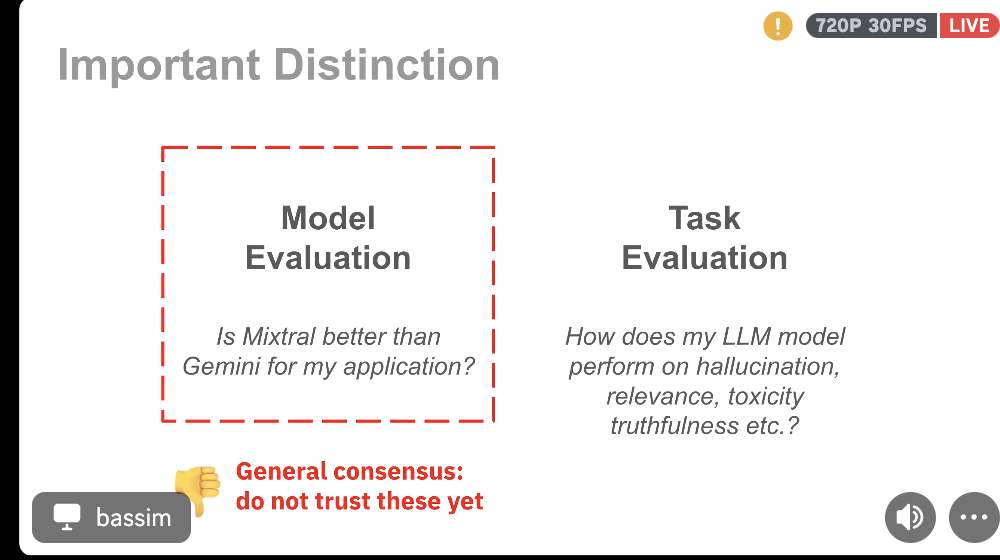 720P 30FPS LIVE
Important Distinction
Model
Evaluation
Is Mixtral better than
Gemini for my application?
Task
Evaluation
How does my LLM model
perform on hallucination,
relevance, toxicity
truthfulness etc.?
General consensus:
do not trust these yet
bassim